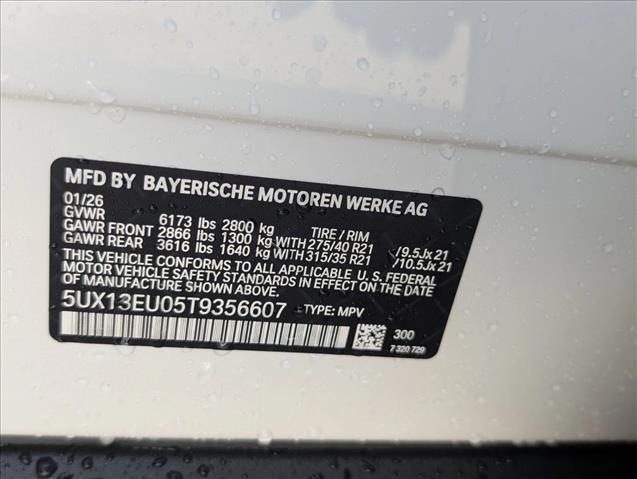 MFD BY BAYERISCHE MOTOREN WERKE AG
01/26
GVWR 6173 lbs 2800 kg TIRE / RIM
GAWR FRONT 2866 lbs 1300 kg WITH 275/40 R21 /9.5Jx21
GAWR REAR 3616 lbs 1640 kg WITH 315/35 R21 /10.5Jx21
THIS VEHICLE CONFORMS TO ALL APPLICABLE U.S. FEDERAL
MOTOR VEHICLE SAFETY STANDARDS IN EFFECT ON THE DATE
OF MANUFACTURE SHOWN ABOVE.
5UX13EU05T9356607 TYPE: MPV
300
7 320 729